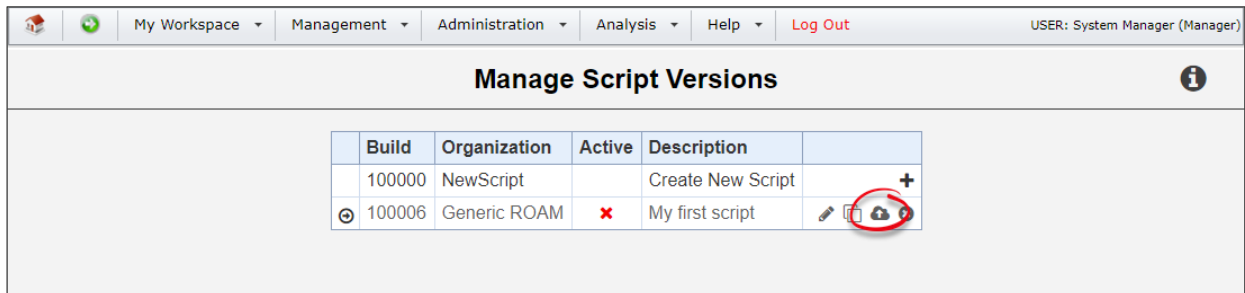 My Workspace Management Administration Analysis Help Log Out USER: System Manager (Manager)
Manage Script Versions
Build Organization Active Description
100000 NewScript Create New Script
100006 Generic ROAM My first script